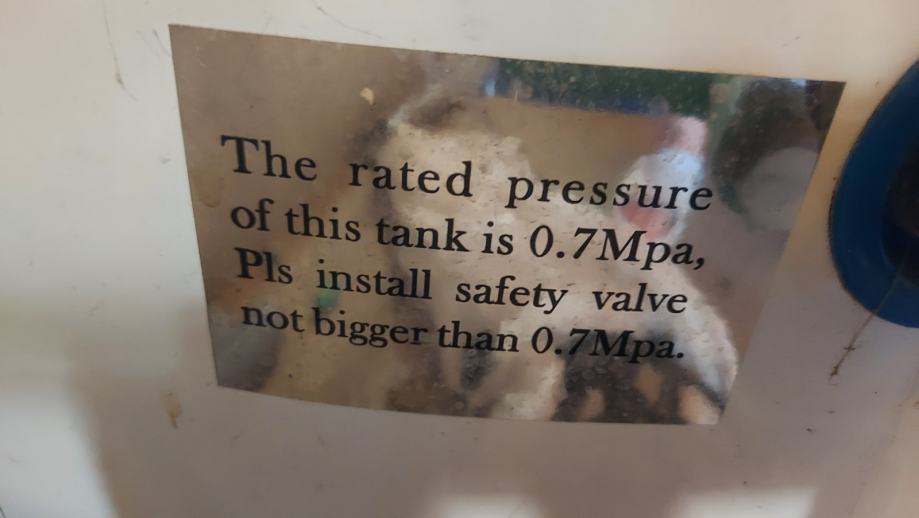 The rated pressure
of this tank is 0.7Mpa,
Pls install safety valve
not bigger than 0.7Mpa.